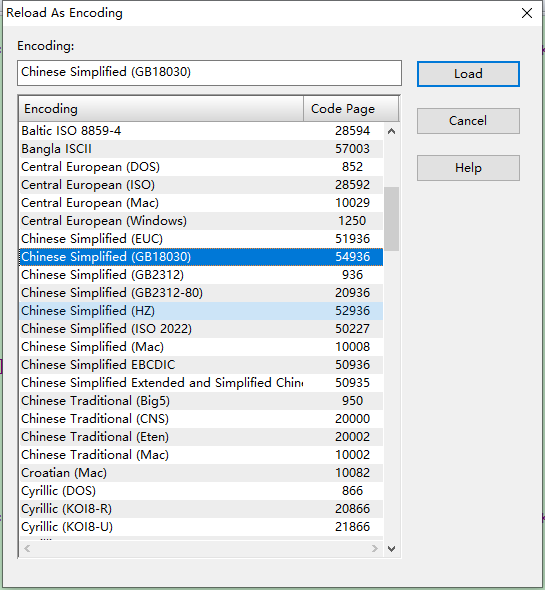 Reload As Encoding
Encoding:
Chinese Simplified (GB18030)
Load
Encoding Code Page
Cancel
Baltic ISO 8859-4 28594
Bangla ISCII 57003
Central European (DOS) 852
Help
Central European (ISO) 28592
Central European (Mac) 10029
Central European (Windows) 1250
Chinese Simplified (EUC) 51936
Chinese Simplified (GB18030) 54936
Chinese Simplified (GB2312) 936
Chinese Simplified (GB2312-80) 20936
Chinese Simplified (HZ) 52936
Chinese Simplified (ISO 2022) 50227
Chinese Simplified (Mac) 10008
Chinese Simplified EBCDIC 50936
Chinese Simplified Extended and Simplified Chin 50935
Chinese Traditional (Big5) 950
Chinese Traditional (CNS) 20000
Chinese Traditional (Eten) 20002
Chinese Traditional (Mac) 10002
Croatian (Mac) 10082
Cyrillic (DOS) 866
Cyrillic (KOI8-R) 20866
Cyrillic (KOI8-U) 21866